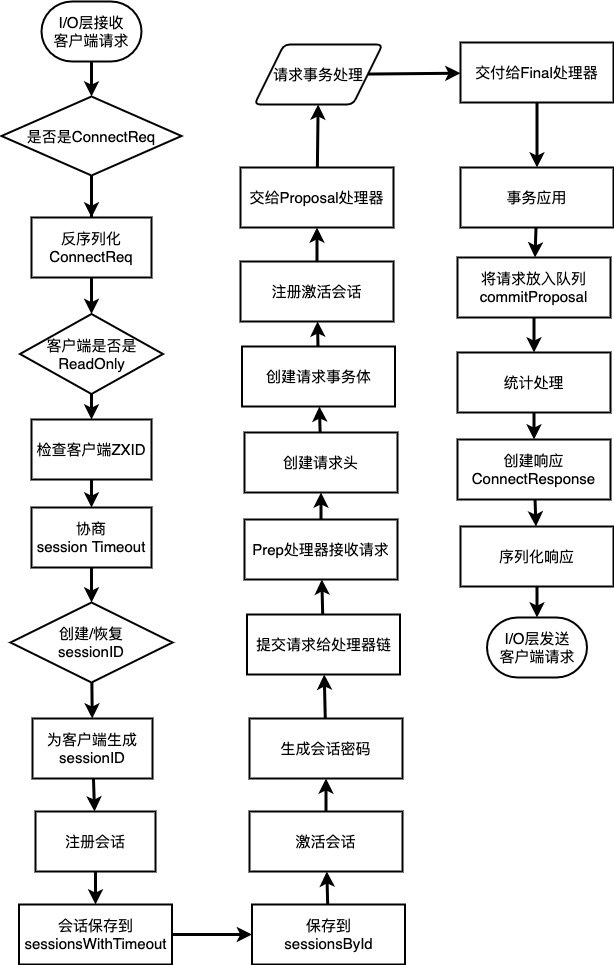 I/O层接收
客户端请求
是否是ConnectReq
反序列化
ConnectReq
客户端是否是
ReadOnly
检查客户端ZXID
协商
session Timeout
创建/恢复
sessionID
为客户端生成
sessionID
注册会话
会话保存到
sessionsWithTimeout
保存到
sessionsById
激活会话
生成会话密码
提交请求给处理器链
Prep处理器接收请求
创建请求头
创建请求事务体
注册激活会话
交给Proposal处理器
请求事务处理
交付给Final处理器
事务应用
将请求放入队列
commitProposal
统计处理
创建响应
ConnectResponse
序列化响应
I/O层发送
客户端请求